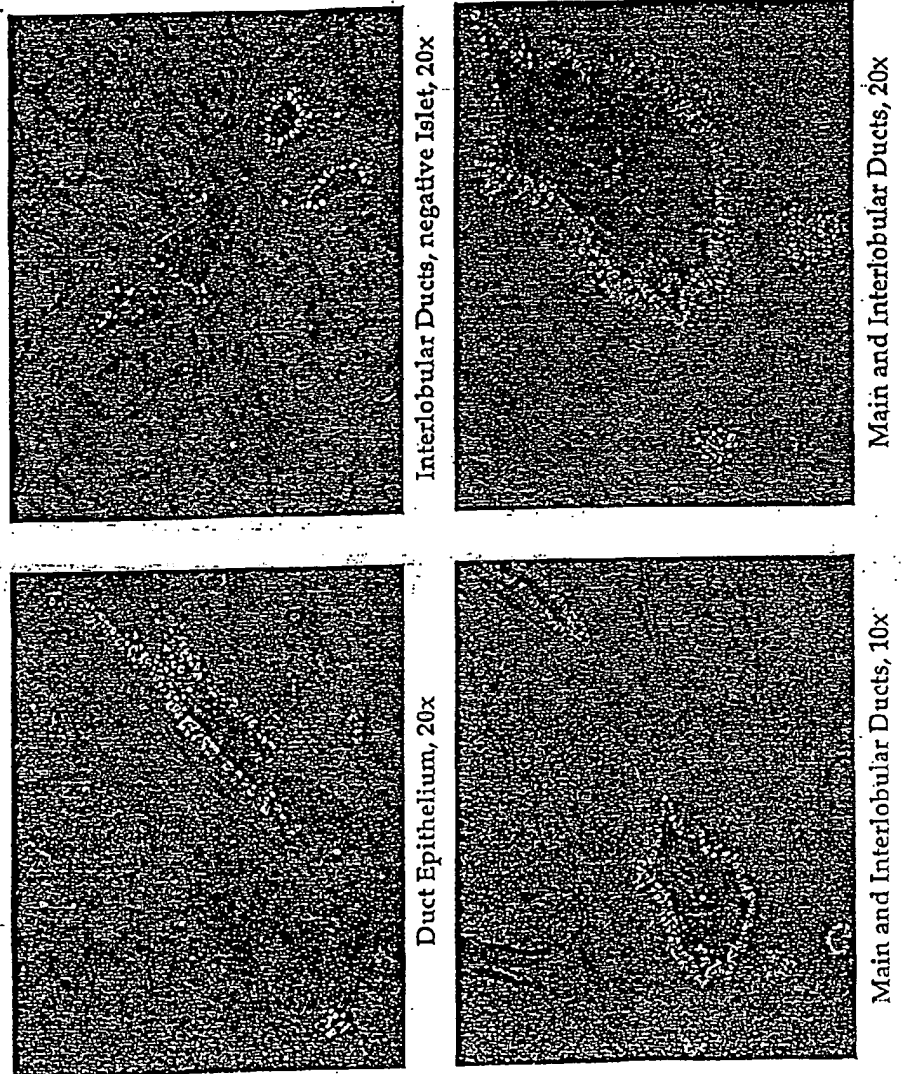 Duct Epithelium, 20x
Interlobular Ducts, negative Islet, 20x
Main and Interlobular Ducts, 10x
Main and Interlobular Ducts, 20x